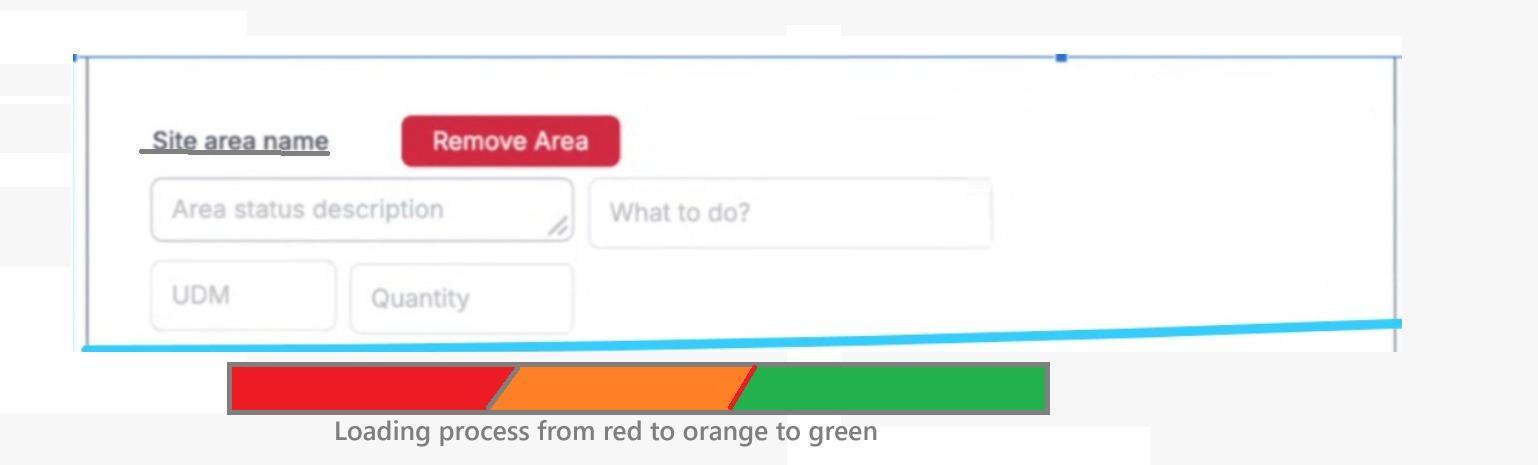 Site area name Remove Area
Area status description What to do?
UDM Quantity
Loading process from red to orange to green